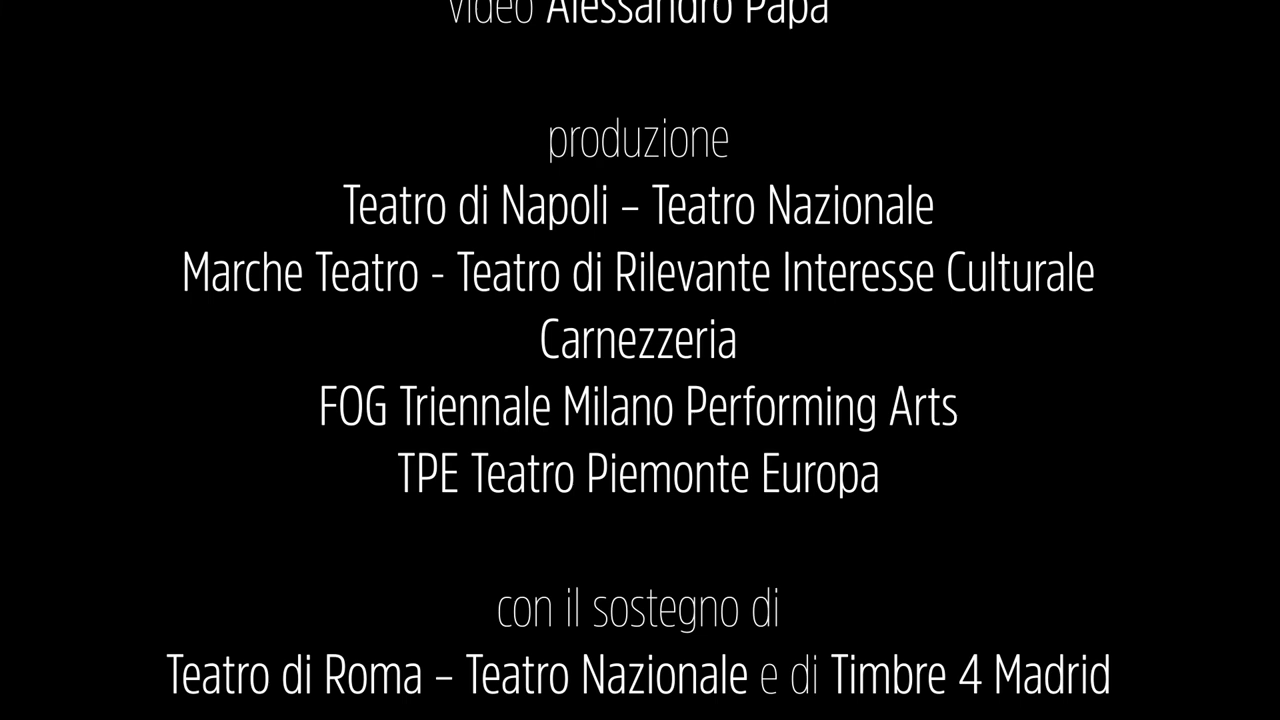 video Alessandro Papa
produzione
Teatro di Napoli – Teatro Nazionale
Marche Teatro - Teatro di Rilevante Interesse Culturale
Carnezzeria
FOG Triennale Milano Performing Arts
TPE Teatro Piemonte Europa
con il sostegno di
Teatro di Roma – Teatro Nazionale e di Timbre 4 Madrid